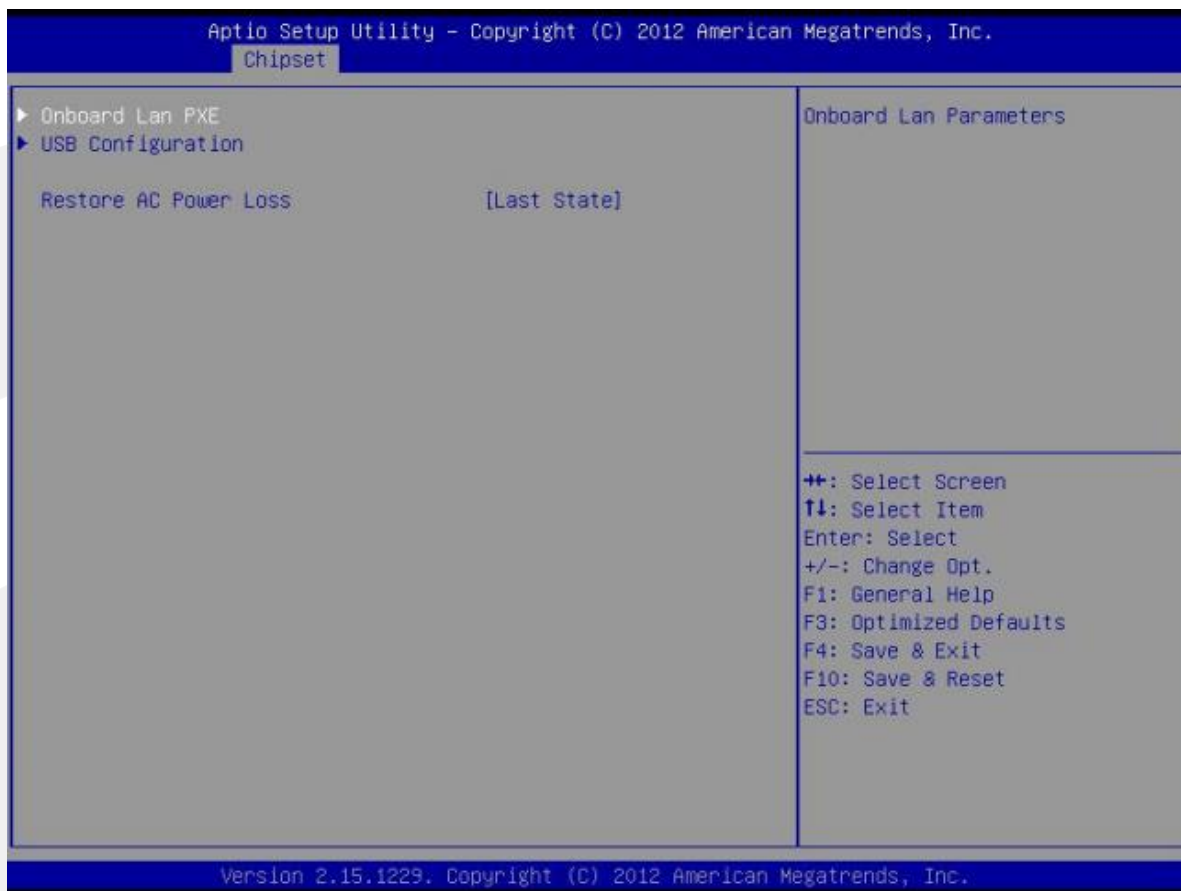 Aptio Setup Utility – Copyright (C) 2012 American Megatrends, Inc.
Chipset
▶ Onboard Lan PXE
▶ USB Configuration
Restore AC Power Loss [Last State]
Onboard Lan Parameters
→←: Select Screen
↑↓: Select Item
Enter: Select
+/-: Change Opt.
F1: General Help
F3: Optimized Defaults
F4: Save & Exit
F10: Save & Reset
ESC: Exit
Version 2.15.1229. Copyright (C) 2012 American Megatrends, Inc.